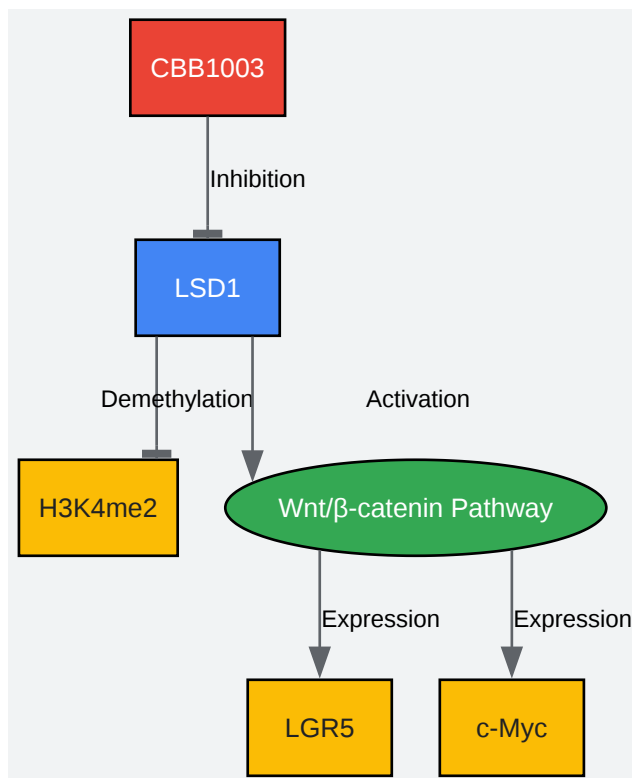 CBB1003
Inhibition
LSD1
Demethylation
Activation
H3K4me2
Wnt/β-catenin Pathway
Expression
Expression
LGR5
c-Myc